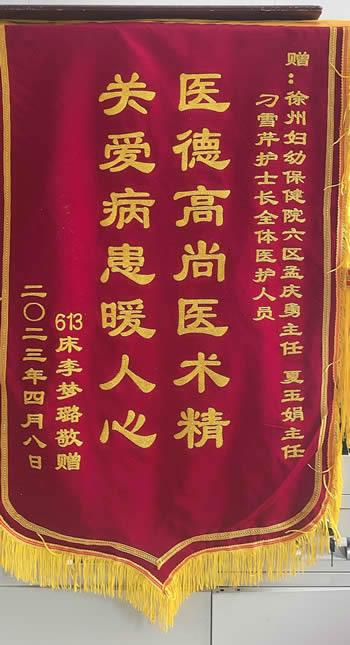 赠：徐州妇幼保健院六区孟庆勇主任 夏玉娟主任
刁雪芹护士长全体医护人员
医德高尚医术精
关爱病患暖人心
613床李梦璐敬赠
二〇二三年四月八日